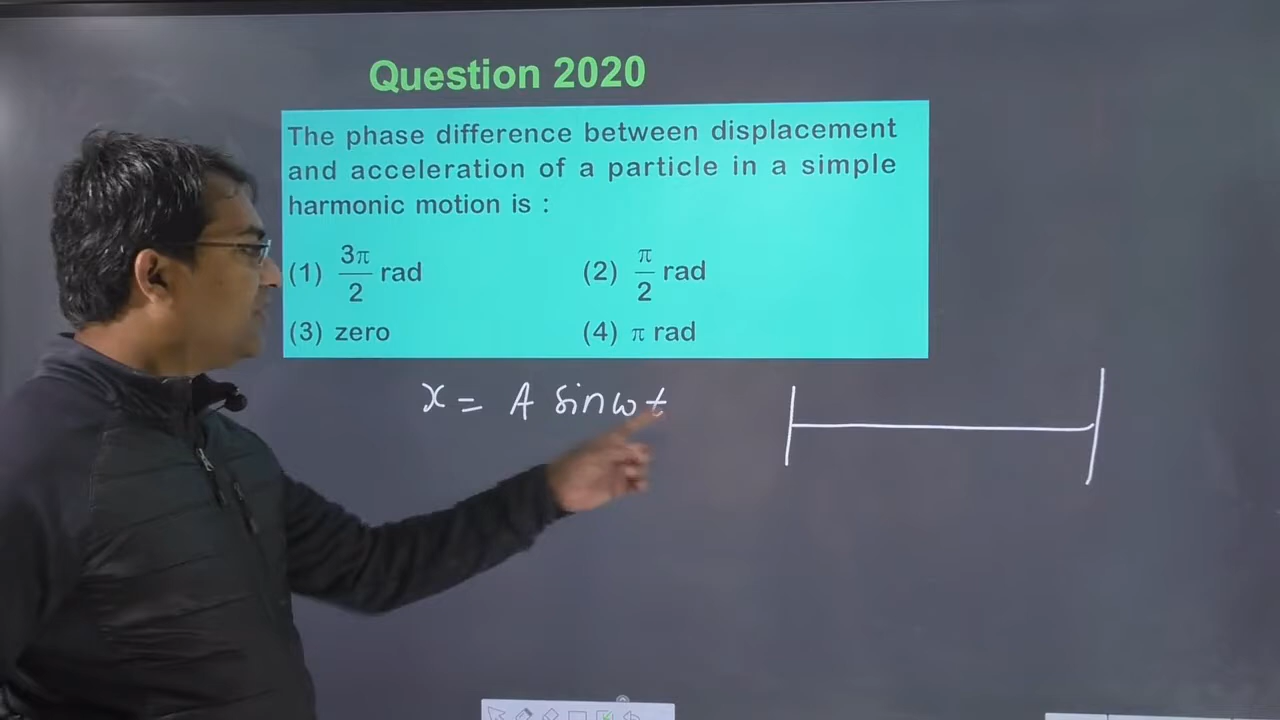 Question 2020
The phase difference between displacement
and acceleration of a particle in a simple
harmonic motion is :
(1) 3π/2 rad (2) π/2 rad
(3) zero (4) π rad
x = A sinωt